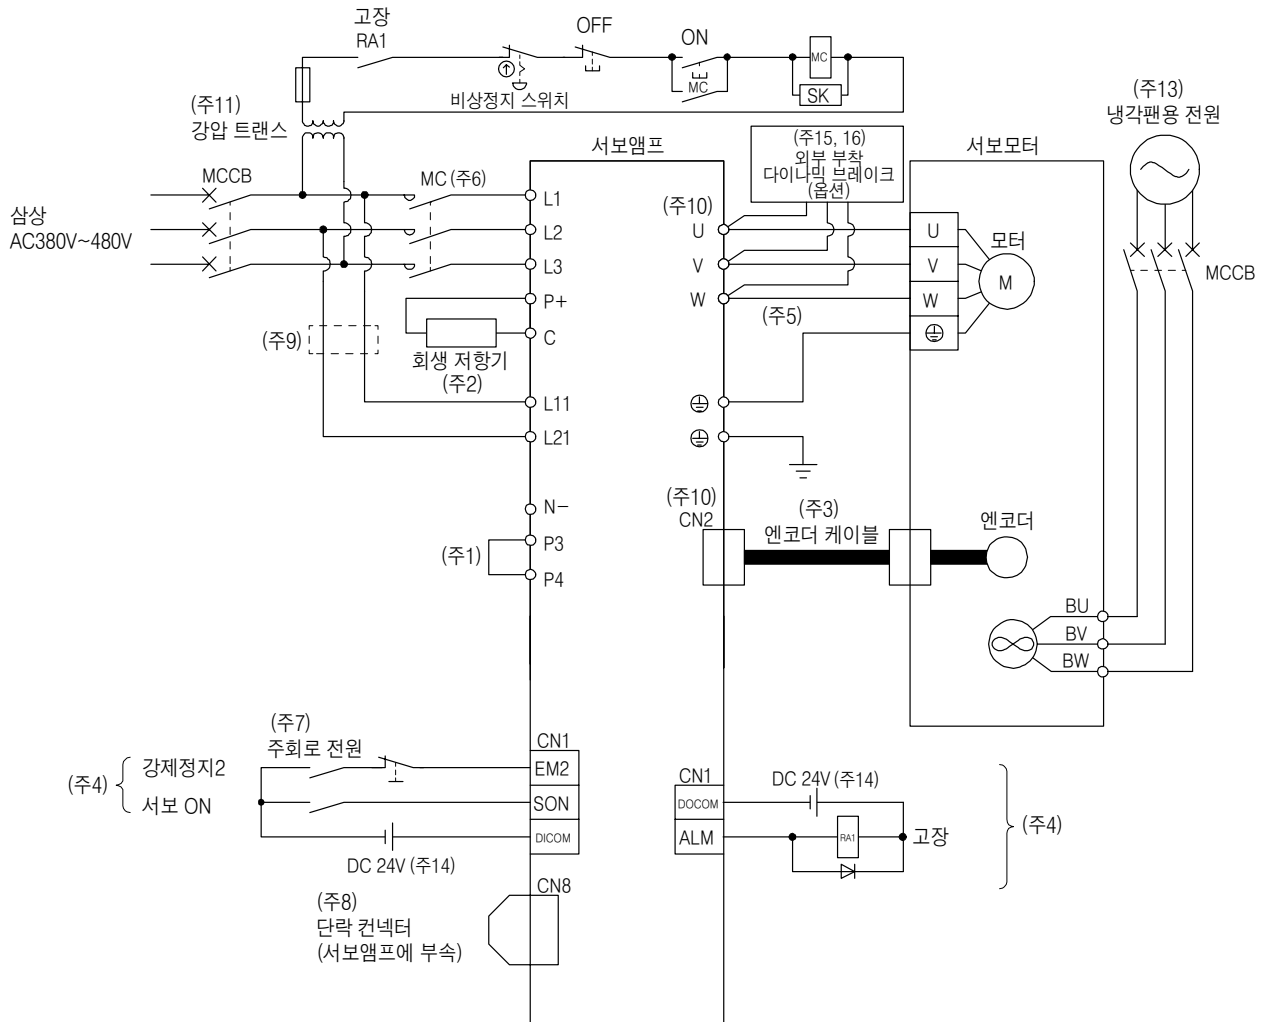 고장
RA1
OFF
ON
MC
MC
SK
비상정지 스위치
(주11)
강압 트랜스
(주13)
냉각팬용 전원
서보앰프
(주15, 16)
외부 부착
다이나믹 브레이크
(옵션)
서보모터
MCCB
MC (주6)
삼상
AC380V~480V
L1
L2
L3
P+
C
(주10)
U
V
W
U
V
W
모터
M
MCCB
(주5)
(주9)
회생 저항기
(주2)
L11
L21
N-
P3
P4
(주1)
(주10)
CN2
(주3)
엔코더 케이블
엔코더
BU
BV
BW
(주7)
주회로 전원
CN1
(주4)
강제정지2
서보 ON
EM2
SON
DICOM
DC 24V (주14)
CN1
DC 24V (주14)
DOCOM
ALM
RA1
고장
(주4)
CN8
(주8)
단락 컨넥터
(서보앰프에 부속)